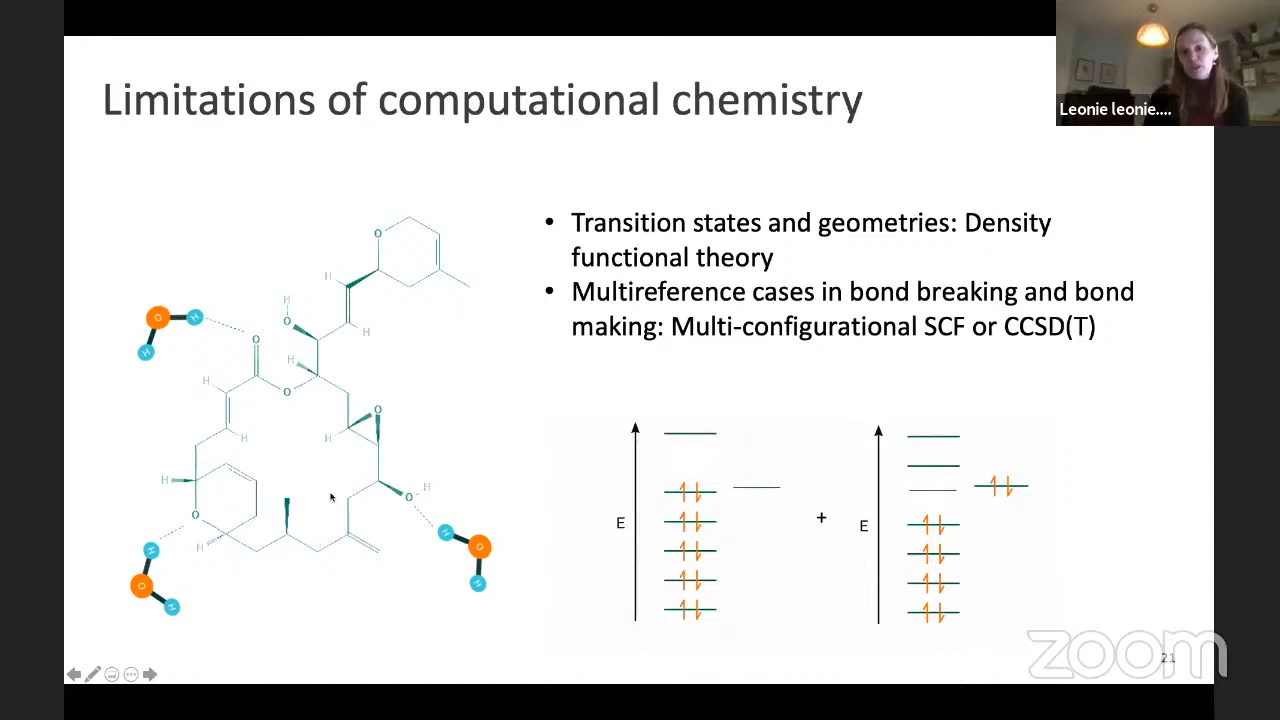 Limitations of computational chemistry
Leonie leonie....
• Transition states and geometries: Density
functional theory
• Multireference cases in bond breaking and bond
making: Multi-configurational SCF or CCSD(T)
O
H
H
O
H
O
H
H
O
H
O
H
O
H
H
O
H
H
O
H
H
O
H
H
O
H
O
H
E
+
E
zoom
21